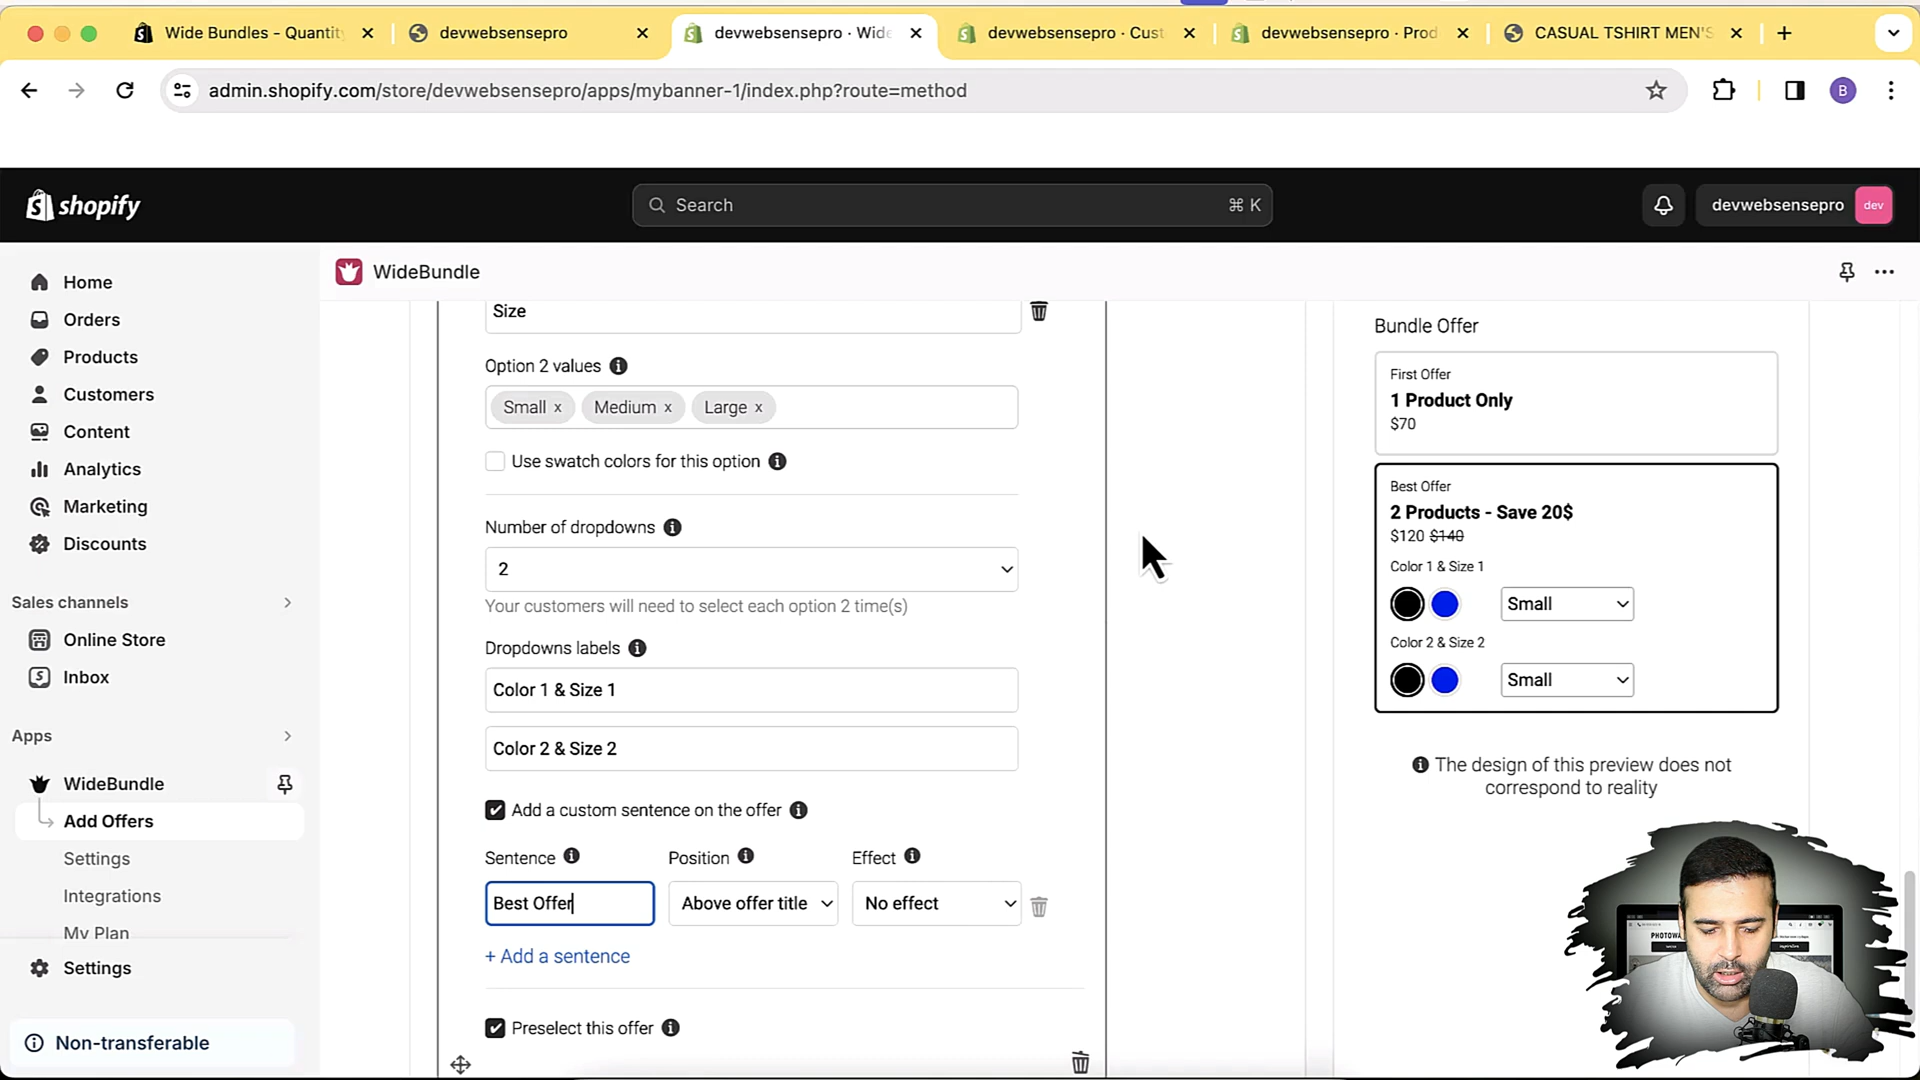 Wide Bundles - Quantity
devwebsensepro
devwebsensepro · Wide
devwebsensepro · Cust
devwebsensepro · Prod
CASUAL TSHIRT MEN'S
admin.shopify.com/store/devwebsensepro/apps/mybanner-1/index.php?route=method
B
shopify
Search
⌘ K
devwebsensepro
dev
Home
Orders
Products
Customers
Content
Analytics
Marketing
Discounts
Sales channels
Online Store
Inbox
Apps
WideBundle
Add Offers
Settings
Integrations
My Plan
Settings
Non-transferable
WideBundle
Size
Option 2 values
Small x Medium x Large x
Use swatch colors for this option
Number of dropdowns
2
Your customers will need to select each option 2 time(s)
Dropdowns labels
Color 1 & Size 1
Color 2 & Size 2
Add a custom sentence on the offer
Sentence Position Effect
Best Offer Above offer title No effect
+ Add a sentence
Preselect this offer
Bundle Offer
First Offer
1 Product Only
$70
Best Offer
2 Products - Save 20$
$120 $140
Color 1 & Size 1
Small
Color 2 & Size 2
Small
The design of this preview does not
correspond to reality